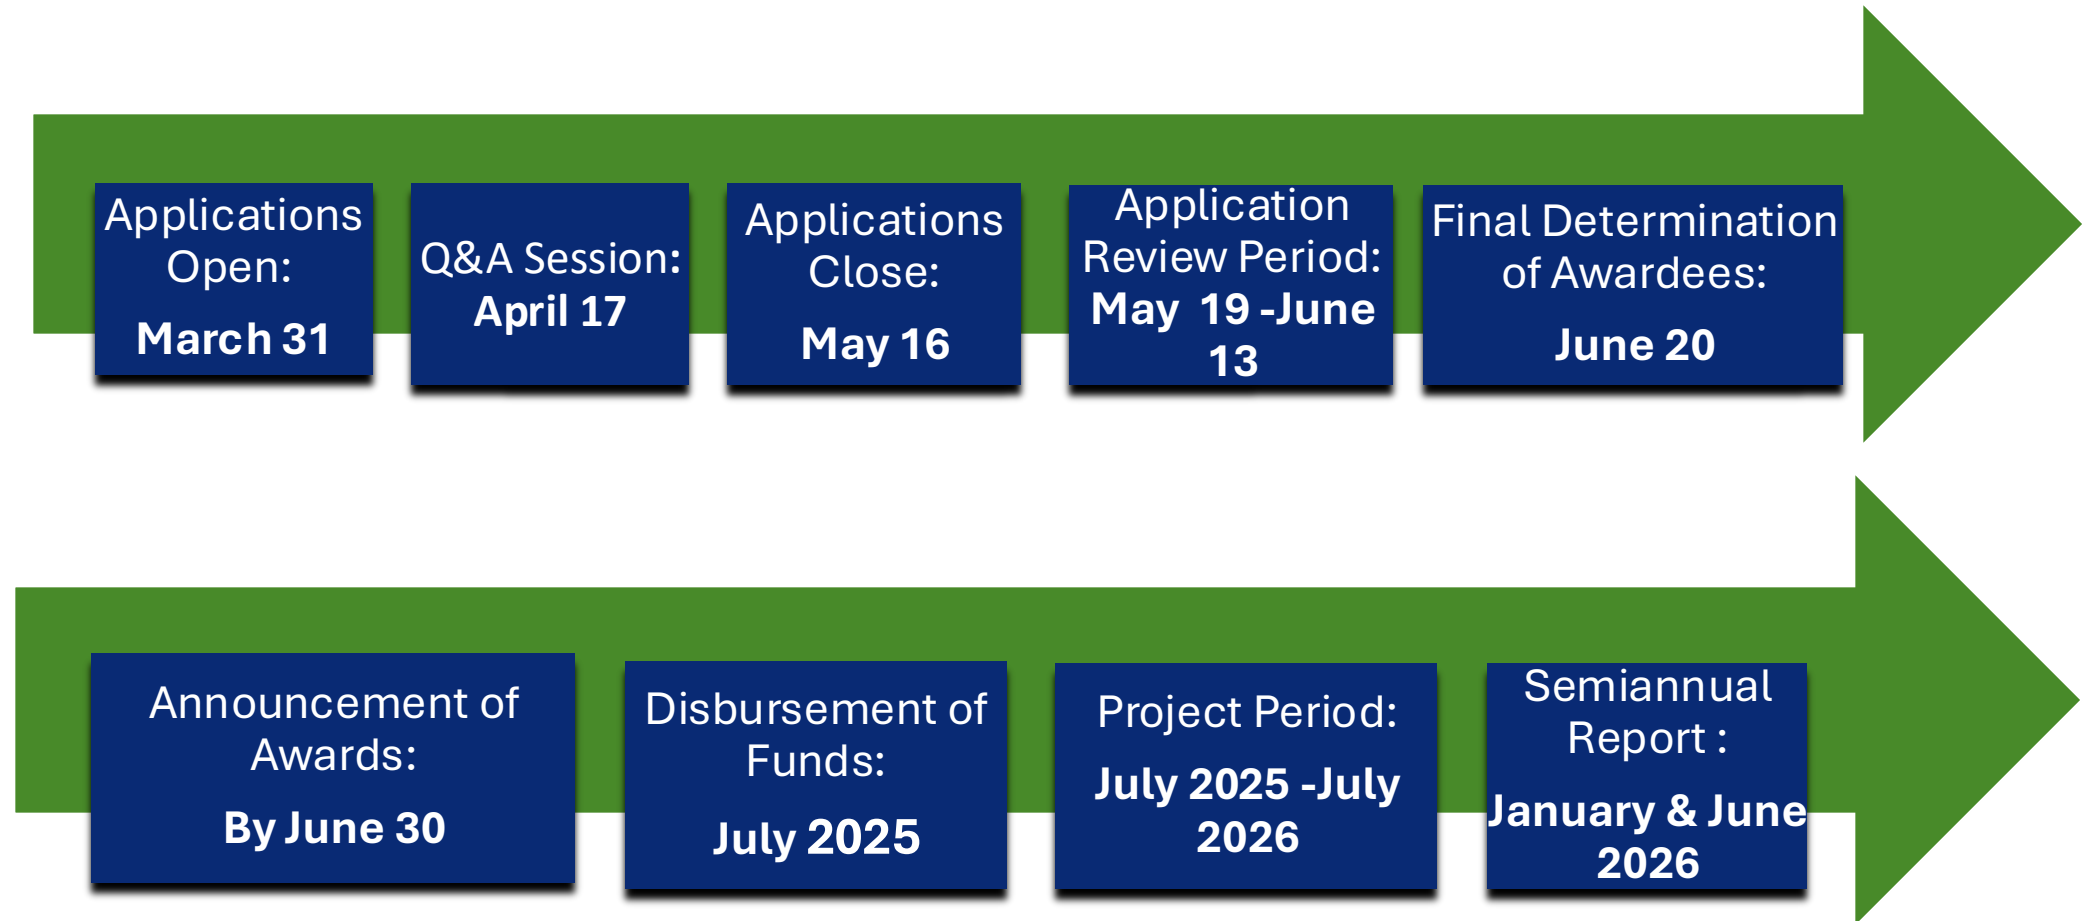 Applications
Open:
March 31
Q&A Session:
April 17
Applications
Close:
May 16
Application
Review Period:
May  19 -June
13
Final Determination
of Awardees:
June 20
Announcement of
Awards:
By June 30
Disbursement of
Funds:
July 2025
Project Period:
July 2025 -July
2026
Semiannual
Report :
January & June
2026